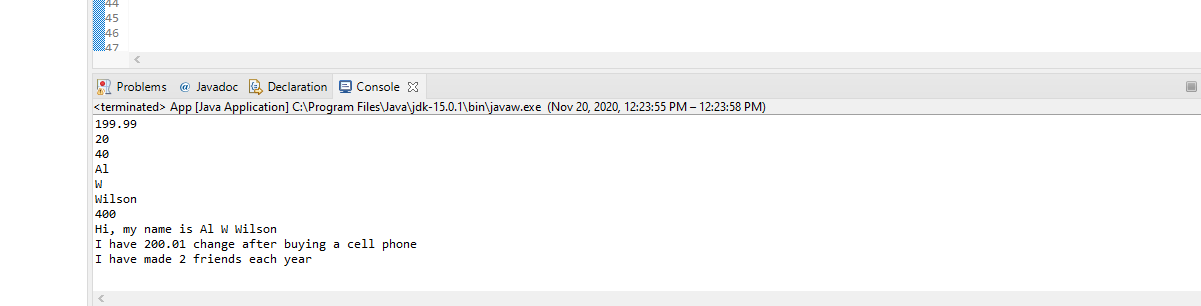 44
45
46
47
Problems @ Javadoc Declaration Console
<terminated> App [Java Application] C:\Program Files\Java\jdk-15.0.1\bin\javaw.exe (Nov 20, 2020, 12:23:55 PM – 12:23:58 PM)
199.99
20
40
Al
W
Wilson
400
Hi, my name is Al W Wilson
I have 200.01 change after buying a cell phone
I have made 2 friends each year